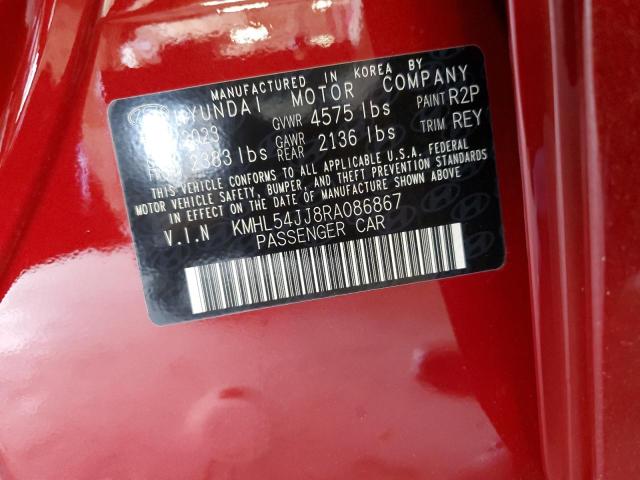 MANUFACTURED IN KOREA BY
HYUNDAI MOTOR COMPANY
2023 GVWR 4575 lbs PAINT R2P
2383 lbs GAWR REAR 2136 lbs TRIM REY
THIS VEHICLE CONFORMS TO ALL APPLICABLE U.S.A. FEDERAL
MOTOR VEHICLE SAFETY, BUMPER, AND THEFT PREVENTION STANDARDS
IN EFFECT ON THE DATE OF MANUFACTURE SHOWN ABOVE.
V.I.N KMHL54JJ8RA086867
PASSENGER CAR